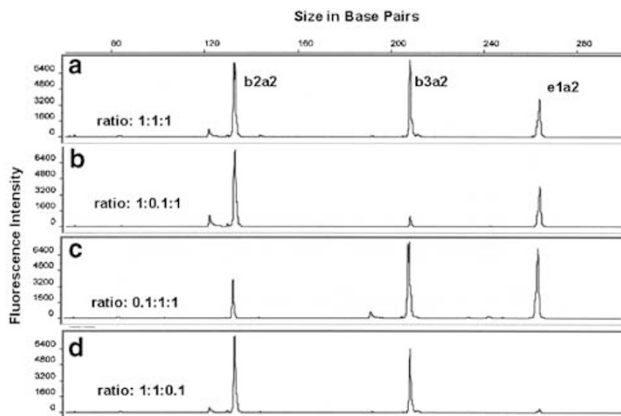 Size in Base Pairs
80 120 200 240 280
a
6400
4800
3200
1600
0
b2a2
b3a2
e1a2
ratio: 1:1:1
b
6400
4800
3200
1600
0
ratio: 1:0.1:1
c
6400
4800
3200
1600
0
ratio: 0.1:1:1
d
6400
4800
3200
1600
0
ratio: 1:1:0.1
Fluorescence Intensity